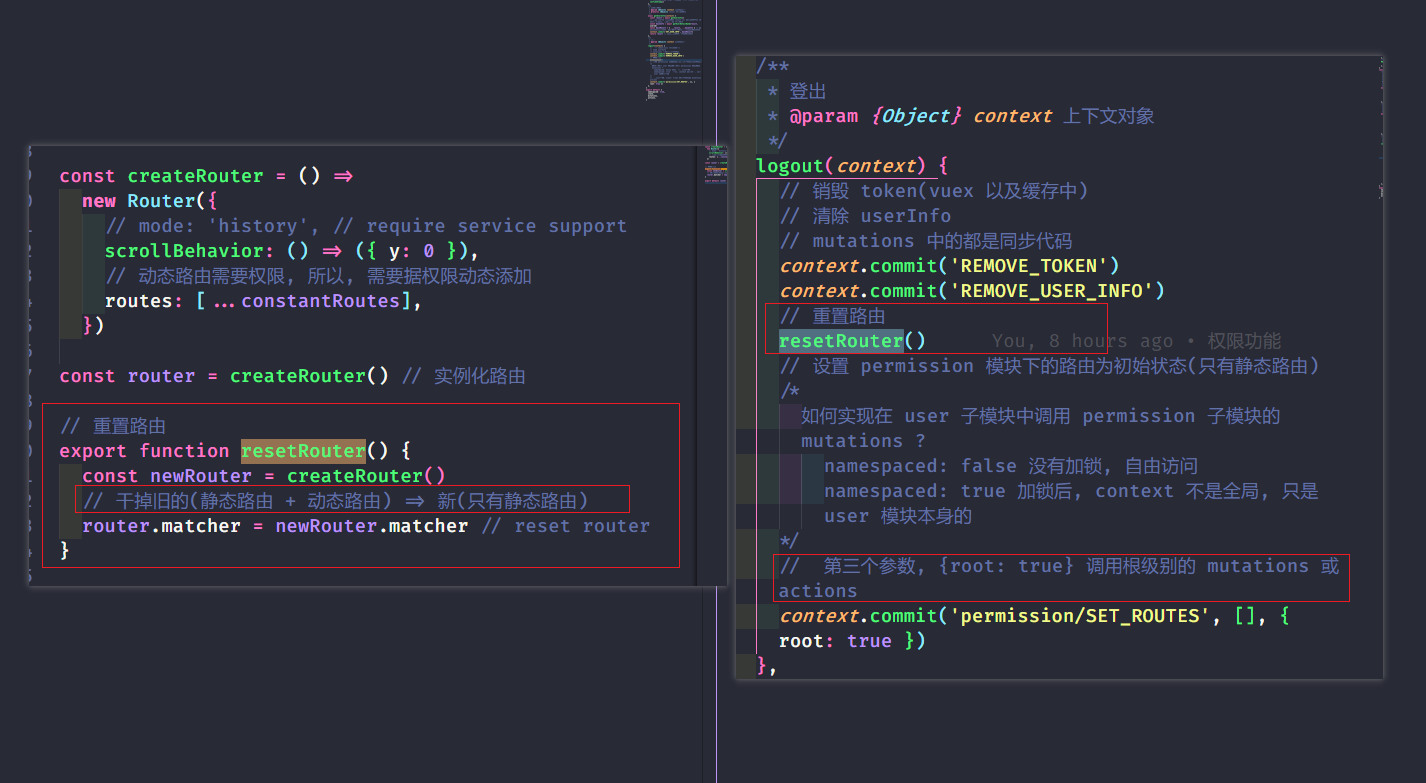 const createRouter = () =>
new Router({
// mode: 'history', // require service support
scrollBehavior: () => ({ y: 0 }),
// 动态路由需要权限, 所以, 需要据权限动态添加
routes: [ ...constantRoutes],
})
const router = createRouter() // 实例化路由
// 重置路由
export function resetRouter() {
const newRouter = createRouter()
// 干掉旧的(静态路由 + 动态路由) => 新(只有静态路由)
router.matcher = newRouter.matcher // reset router
}
/**
* 登出
* @param {Object} context 上下文对象
*/
logout(context) {
// 销毁 token(vuex 以及缓存中)
// 清除 userInfo
// mutations 中的都是同步代码
context.commit('REMOVE_TOKEN')
context.commit('REMOVE_USER_INFO')
// 重置路由
resetRouter() You, 8 hours ago • 权限功能
// 设置 permission 模块下的路由为初始状态(只有静态路由)
/*
如何实现在 user 子模块中调用 permission 子模块的
mutations ?
namespaced: false 没有加锁, 自由访问
namespaced: true 加锁后, context 不是全局, 只是
user 模块本身的
*/
// 第三个参数, {root: true} 调用根级别的 mutations 或
actions
context.commit('permission/SET_ROUTES', [], {
root: true })
},